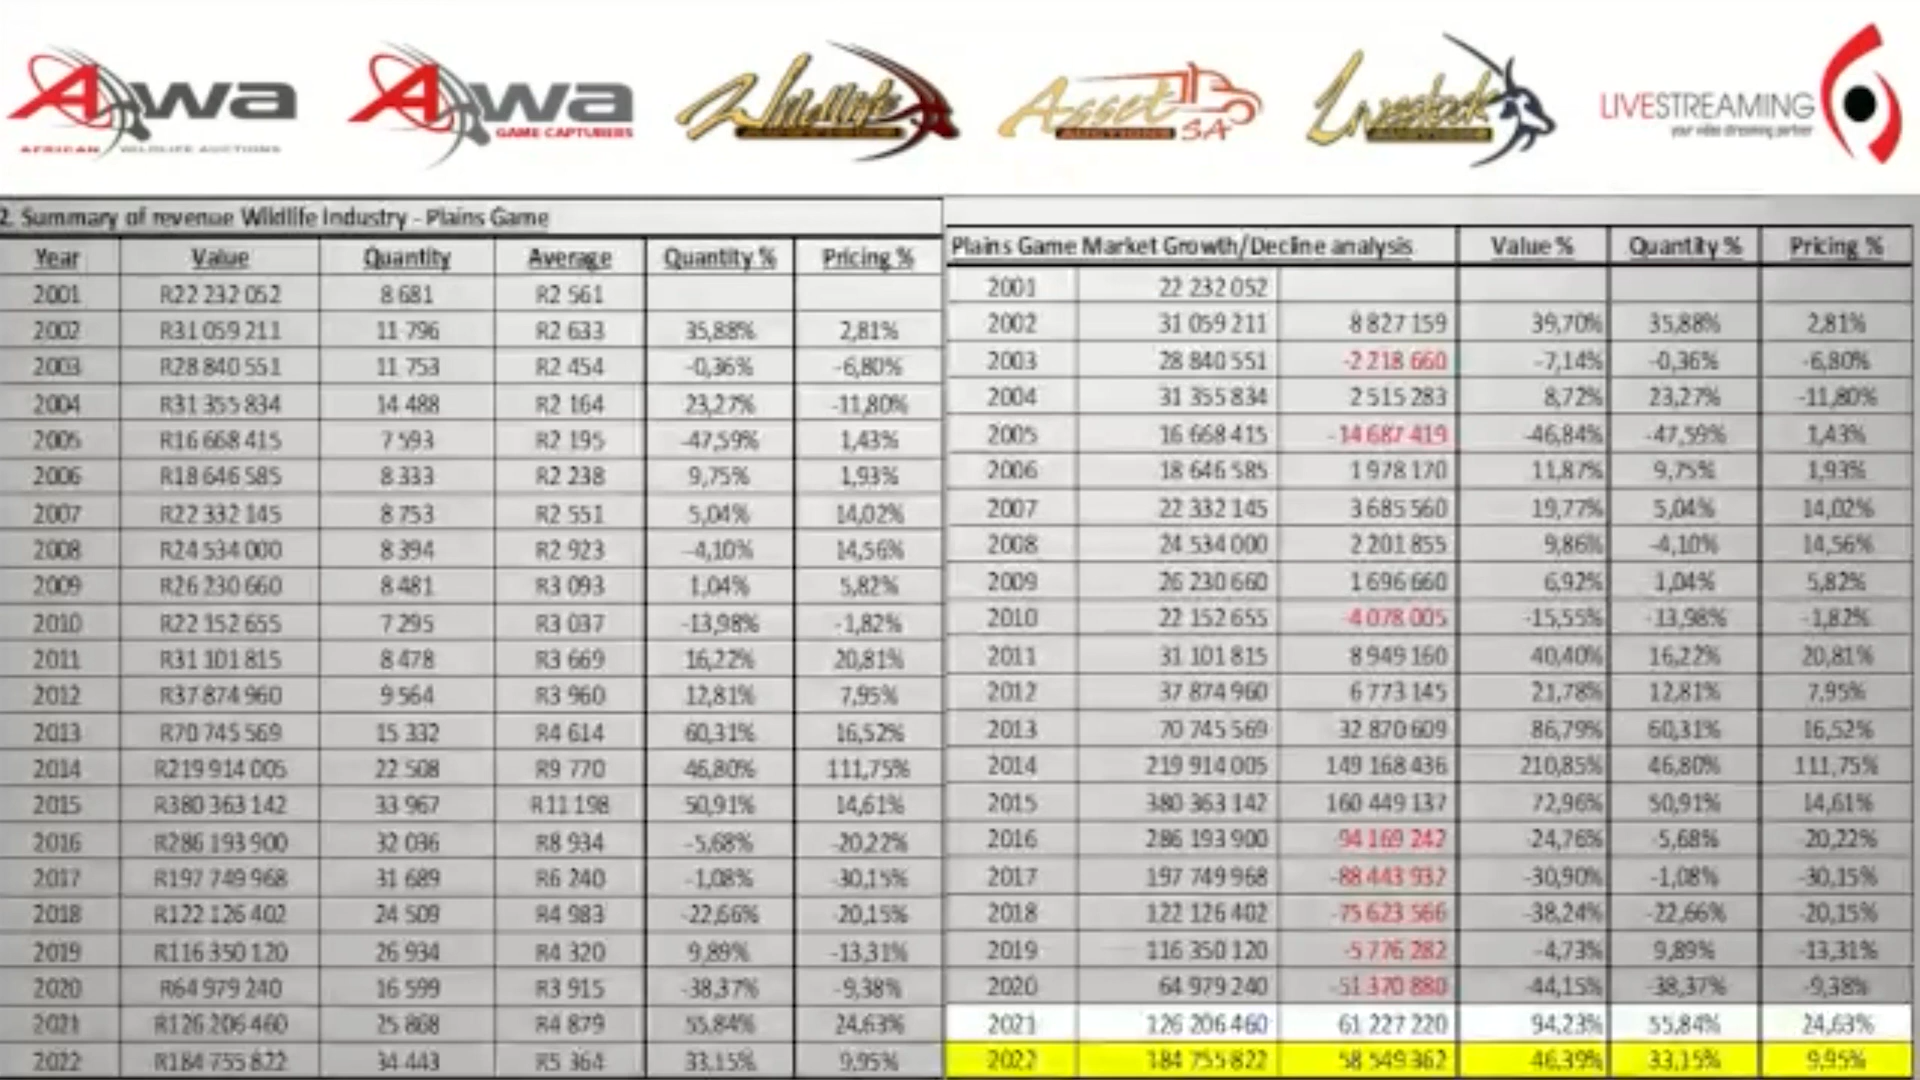 AWa
AFRICAN WILDLIFE AUCTIONS
AWa
GAME CAPTURERS
Wildlife
Asset
AUCTIONS SA
Livestock
LIVESTREAMING
your video streaming partner
2. Summary of revenue Wildlife Industry - Plains Game
Year Value Quantity Average Quantity % Pricing %
2001 R22 232 052 8 681 R2 561
2002 R31 059 211 11 796 R2 633 35,88% 2,81%
2003 R28 840 551 11 753 R2 454 -0,36% -6,80%
2004 R31 355 834 14 488 R2 164 23,27% -11,80%
2005 R16 668 415 7 593 R2 195 -47,59% 1,43%
2006 R18 646 585 8 333 R2 238 9,75% 1,93%
2007 R22 332 145 8 753 R2 551 5,04% 14,02%
2008 R24 534 000 8 394 R2 923 -4,10% 14,56%
2009 R26 230 660 8 481 R3 093 1,04% 5,82%
2010 R22 152 655 7 295 R3 037 -13,98% -1,82%
2011 R31 101 815 8 478 R3 669 16,22% 20,81%
2012 R37 874 960 9 564 R3 960 12,81% 7,95%
2013 R70 745 569 15 332 R4 614 60,31% 16,52%
2014 R219 914 005 22 508 R9 770 46,80% 111,75%
2015 R380 363 142 33 967 R11 198 50,91% 14,61%
2016 R286 193 900 32 036 R8 934 -5,68% -20,22%
2017 R197 749 968 31 689 R6 240 -1,08% -30,15%
2018 R122 126 402 24 509 R4 983 -22,66% -20,15%
2019 R116 350 120 26 934 R4 320 9,89% -13,31%
2020 R64 979 240 16 599 R3 915 -38,37% -9,38%
2021 R126 206 460 25 868 R4 879 55,84% 24,63%
2022 R184 755 822 34 443 R5 364 33,15% 9,95%
Plains Game Market Growth/Decline analysis Value % Quantity % Pricing %
2001 22 232 052
2002 31 059 211 8 827 159 39,70% 35,88% 2,81%
2003 28 840 551 -2 218 660 -7,14% -0,36% -6,80%
2004 31 355 834 2 515 283 8,72% 23,27% -11,80%
2005 16 668 415 -14 687 419 -46,84% -47,59% 1,43%
2006 18 646 585 1 978 170 11,87% 9,75% 1,93%
2007 22 332 145 3 685 560 19,77% 5,04% 14,02%
2008 24 534 000 2 201 855 9,86% -4,10% 14,56%
2009 26 230 660 1 696 660 6,92% 1,04% 5,82%
2010 22 152 655 -4 078 005 -15,55% -13,98% -1,82%
2011 31 101 815 8 949 160 40,40% 16,22% 20,81%
2012 37 874 960 6 773 145 21,78% 12,81% 7,95%
2013 70 745 569 32 870 609 86,79% 60,31% 16,52%
2014 219 914 005 149 168 436 210,85% 46,80% 111,75%
2015 380 363 142 160 449 137 72,96% 50,91% 14,61%
2016 286 193 900 -94 169 242 -24,76% -5,68% -20,22%
2017 197 749 968 -88 443 932 -30,90% -1,08% -30,15%
2018 122 126 402 -75 623 566 -38,24% -22,66% -20,15%
2019 116 350 120 -5 776 282 -4,73% 9,89% -13,31%
2020 64 979 240 -51 370 880 -44,15% -38,37% -9,38%
2021 126 206 460 61 227 220 94,23% 55,84% 24,63%
2022 184 755 822 58 549 362 46,39% 33,15% 9,95%